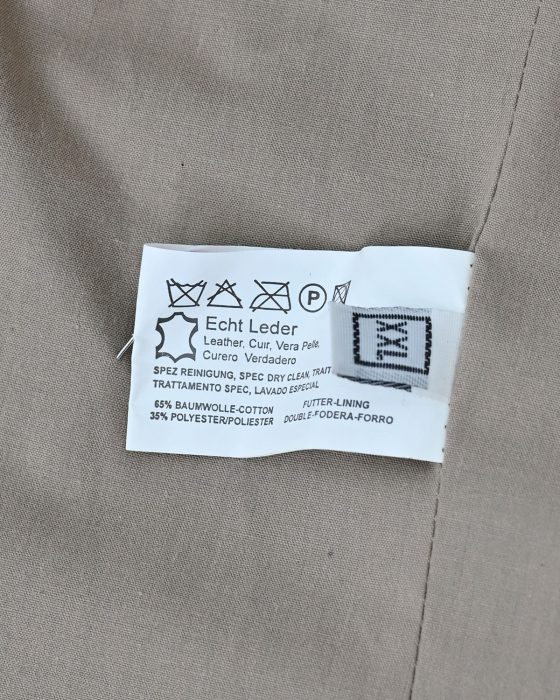 P
Echt Leder
Leather, Cuir, Vera Pelle,
Curero Verdadero
SPEZ REINIGUNG, SPEC DRY CLEAN, TRAIT
TRATTAMENTO SPEC, LAVADO ESPECIAL
65% BAUMWOLLE-COTTON FUTTER-LINING
35% POLYESTER/POLIESTER DOUBLE-FODERA-FORRO
XXL